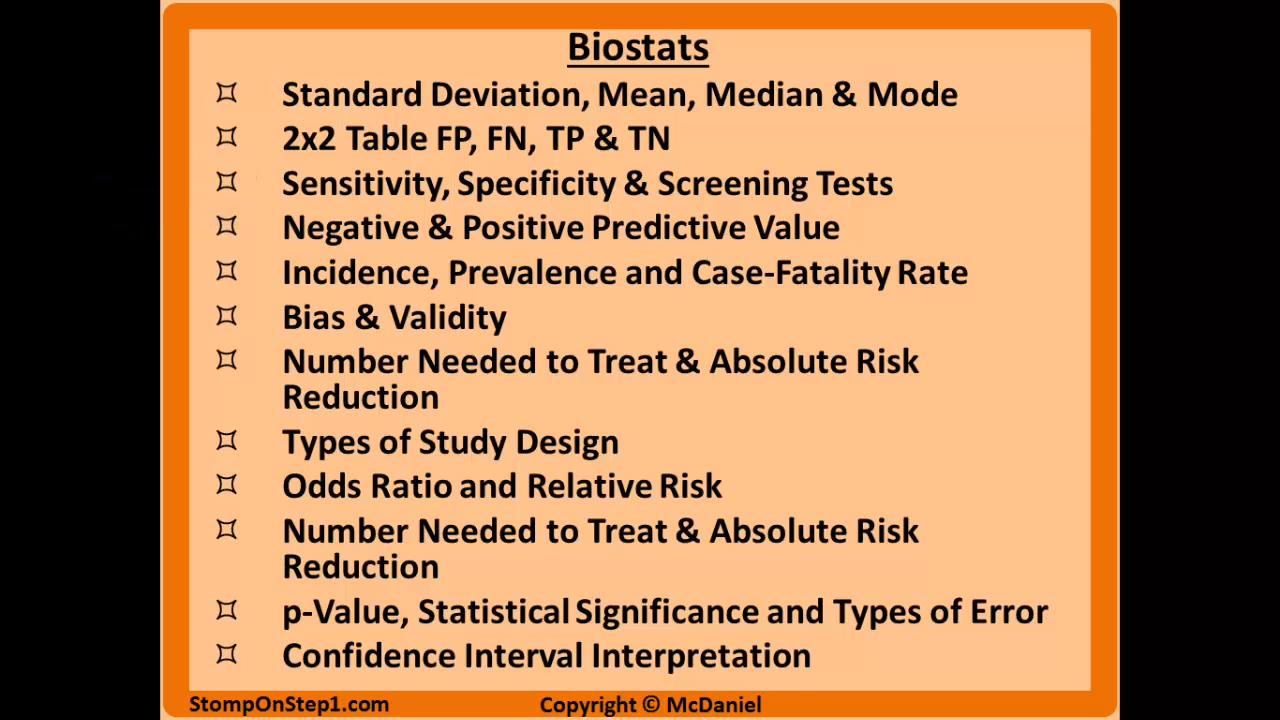 Biostats
Standard Deviation, Mean, Median & Mode
2x2 Table FP, FN, TP & TN
Sensitivity, Specificity & Screening Tests
Negative & Positive Predictive Value
Incidence, Prevalence and Case-Fatality Rate
Bias & Validity
Number Needed to Treat & Absolute Risk
Reduction
Types of Study Design
Odds Ratio and Relative Risk
Number Needed to Treat & Absolute Risk
Reduction
p-Value, Statistical Significance and Types of Error
Confidence Interval Interpretation
StompOnStep1.com
Copyright © McDaniel